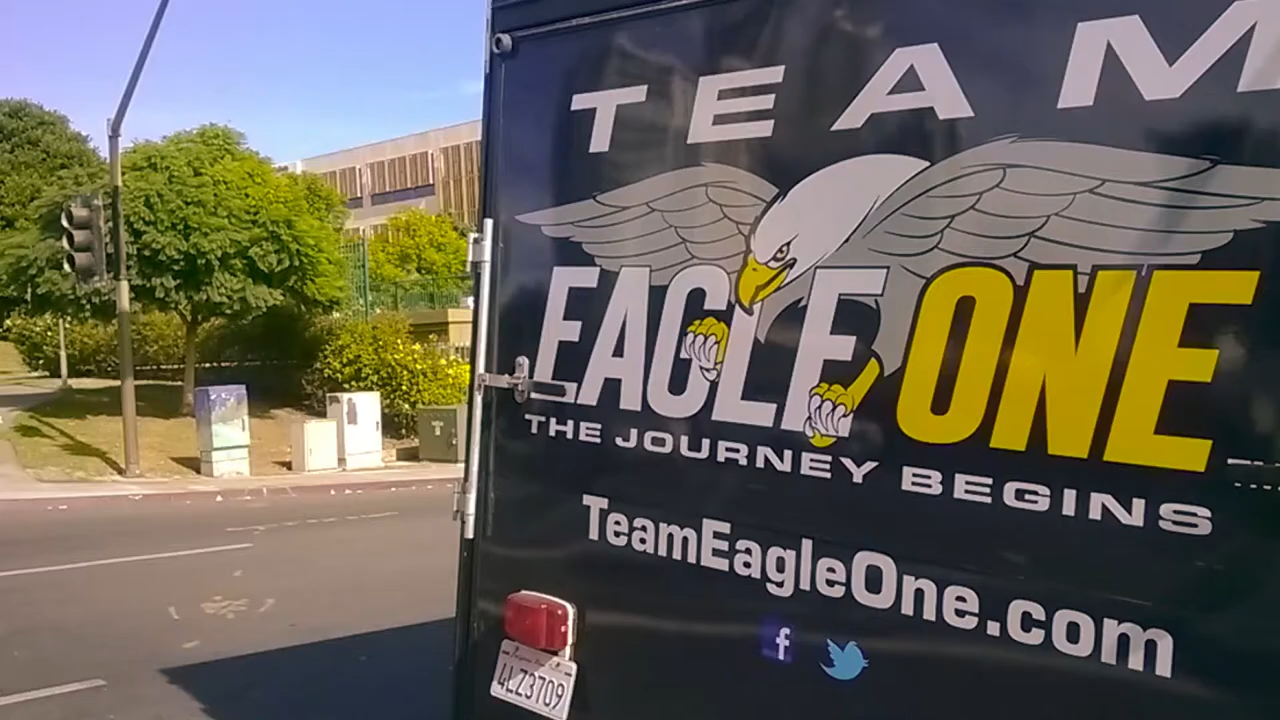 TEAM
EAGLE ONE
THE JOURNEY BEGINS
TeamEagleOne.com
f
4LZ3709